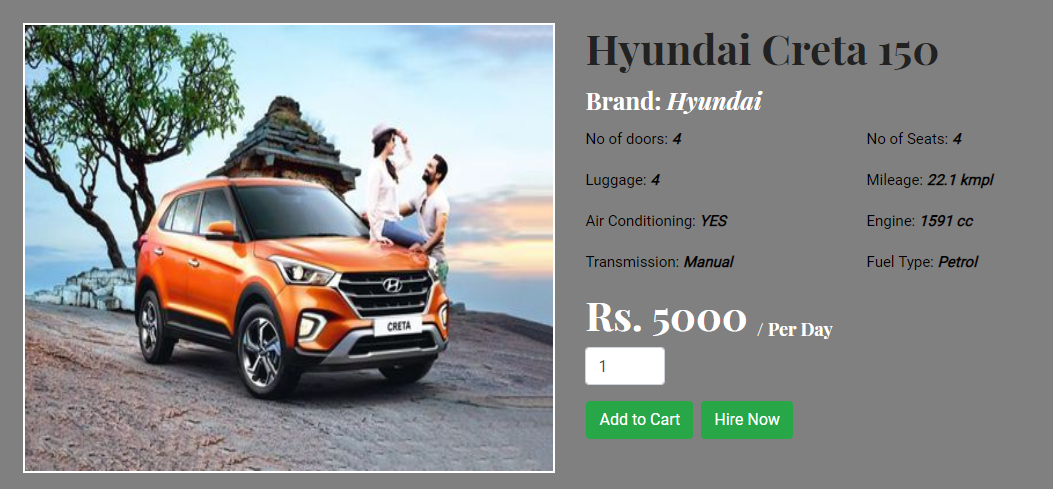 Hyundai Creta 150
Brand: Hyundai
No of doors: 4
No of Seats: 4
Luggage: 4
Mileage: 22.1 kmpl
Air Conditioning: YES
Engine: 1591 cc
Transmission: Manual
Fuel Type: Petrol
Rs. 5000 / Per Day
1
Add to Cart
Hire Now
CRETA